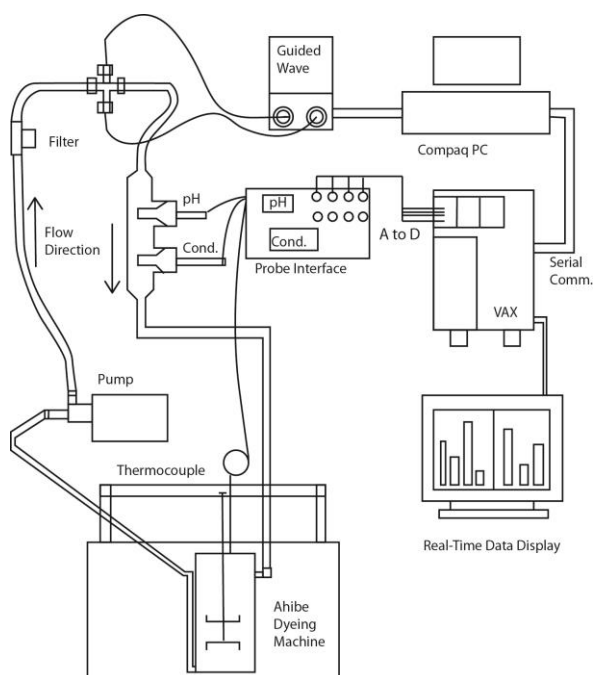 Guided
Wave
Compaq PC
Filter
pH
pH
Flow
Direction
Cond.
Cond.
A to D
Probe Interface
Serial
Comm.
VAX
Pump
Thermocouple
Real-Time Data Display
Ahibe
Dyeing
Machine